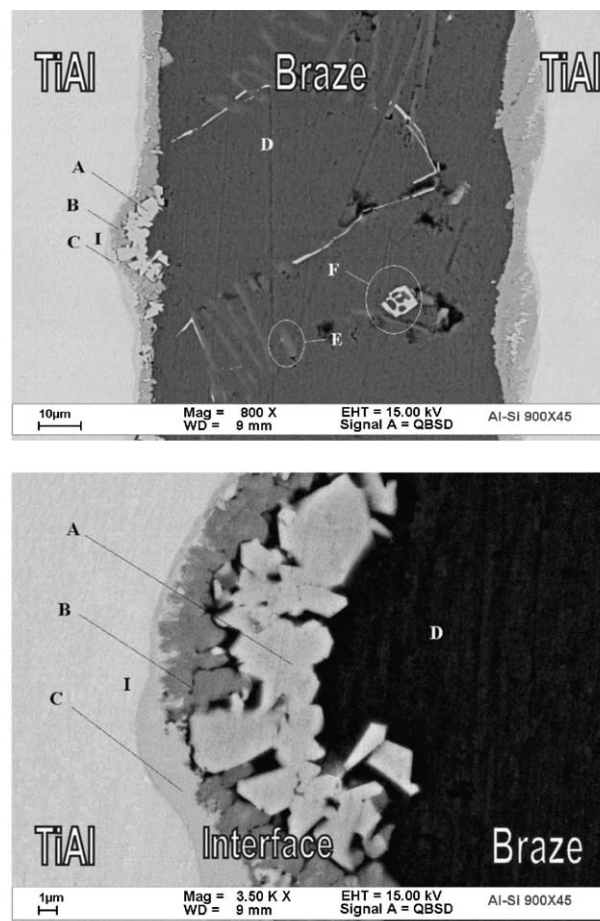 TiAl Braze TiAl
D
A
B
I
C
F
E
10µm
Mag = 800 X EHT = 15.00 kV Al-Si 900X45
WD = 9 mm Signal A = QBSD
A
B
D
I
C
TiAl Interface Braze
1µm
Mag = 3.50 K X EHT = 15.00 kV Al-Si 900X45
WD = 9 mm Signal A = QBSD